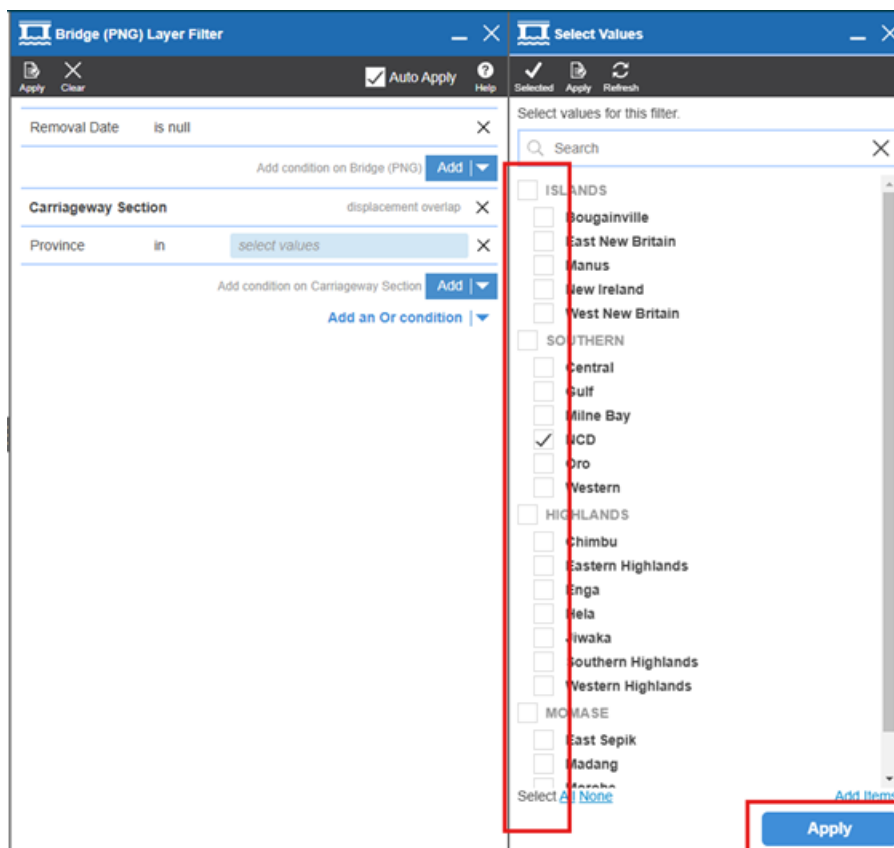 Bridge (PNG) Layer Filter
Apply
Clear
Auto Apply
Help
Removal Date is null
Add condition on Bridge (PNG) Add
Carriageway Section displacement overlap
Province in select values
Add condition on Carriageway Section Add
Add an Or condition
Select Values
Selected
Apply
Refresh
Select values for this filter.
Search
ISLANDS
Bougainville
East New Britain
Manus
New Ireland
West New Britain
SOUTHERN
Central
Gulf
Milne Bay
NCD
Oro
Western
HIGHLANDS
Chimbu
Eastern Highlands
Enga
Hela
Jiwaka
Southern Highlands
Western Highlands
MOMASE
East Sepik
Madang
Morobe
Select All None Add Items
Apply